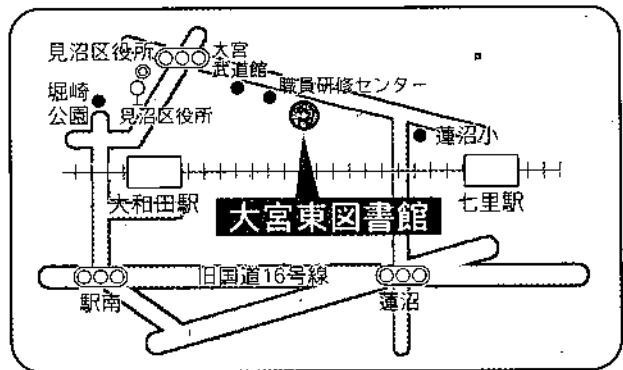 見沼区役所
大宮
武道館
職員研修センター
堀崎
公園
見沼区役所
蓮沼小
大和田駅
七里駅
大宮東図書館
旧国道16号線
駅南
蓮沼